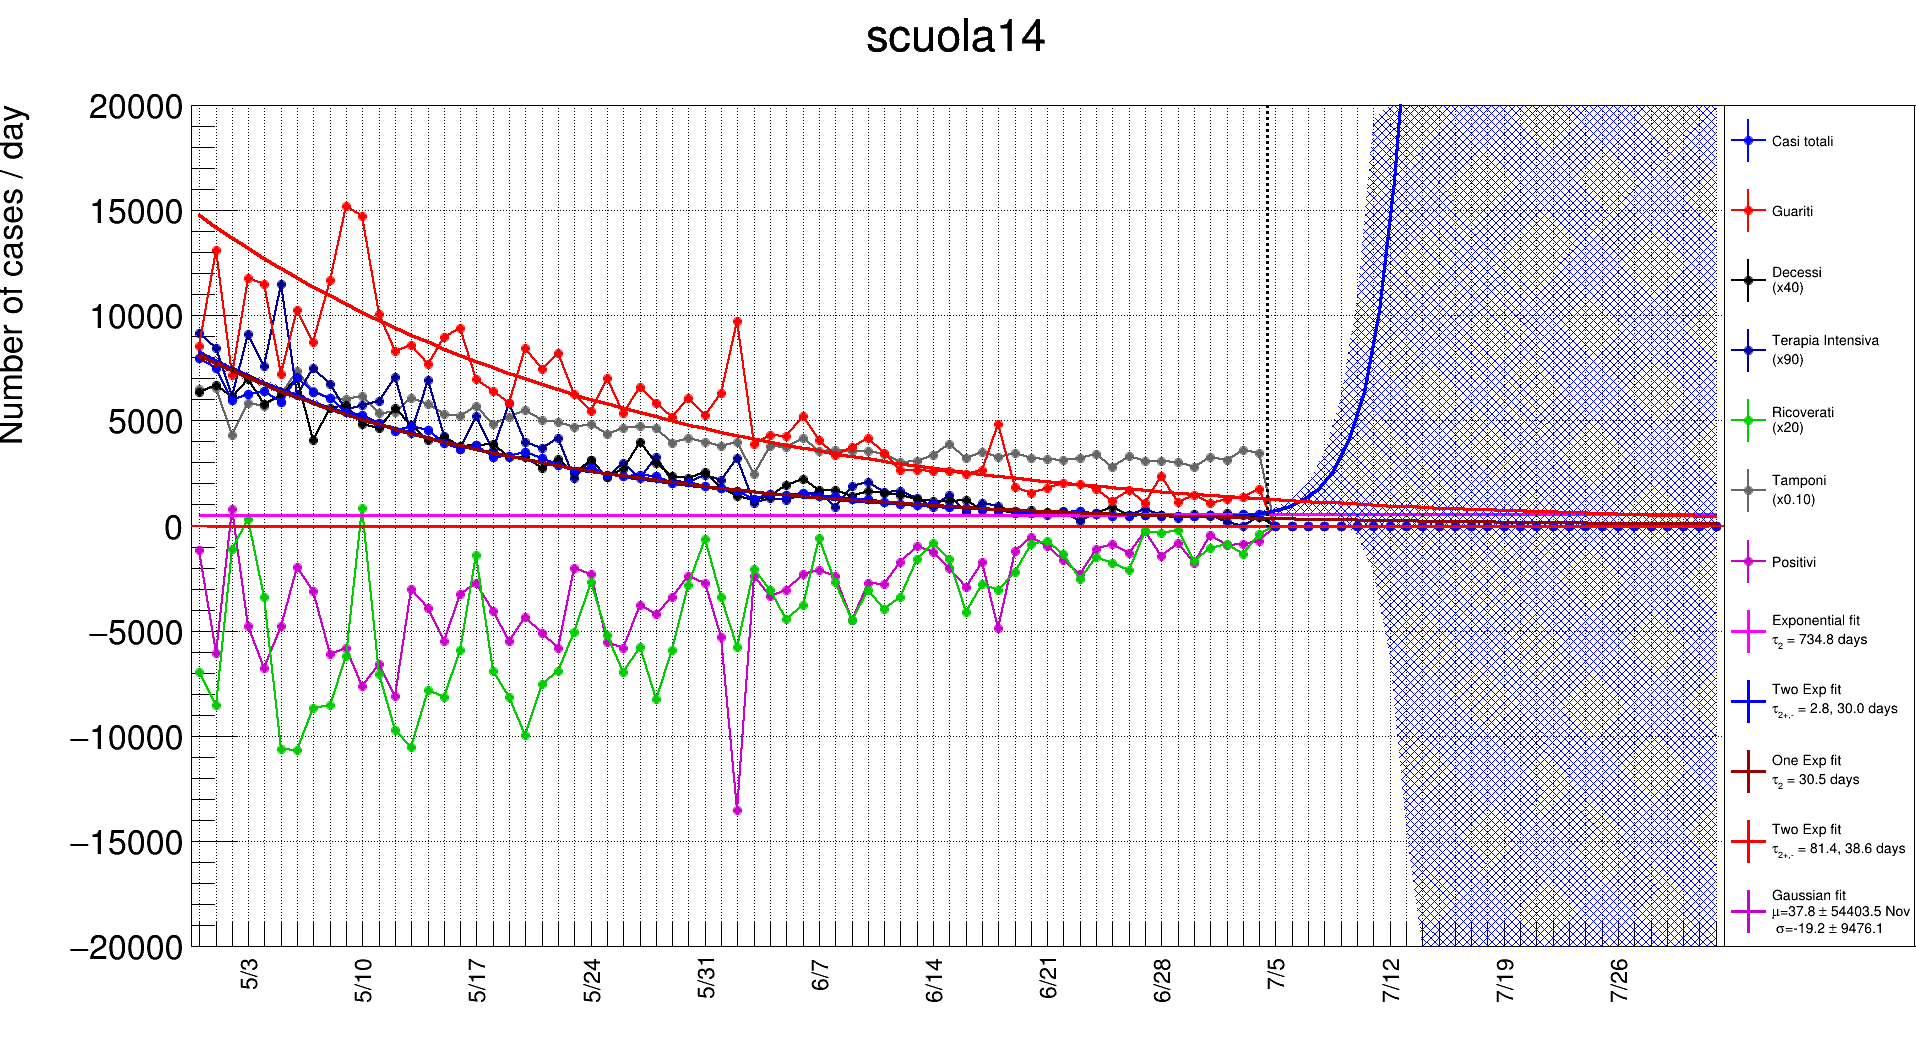 scuola14
Number of cases / day
20000
15000
10000
5000
0
−5000
−10000
−15000
−20000
5/3
5/10
5/17
5/24
5/31
6/7
6/14
6/21
6/28
7/5
7/12
7/19
7/26
Casi totali
Guariti
Decessi
(x40)
Terapia Intensiva
(x90)
Ricoverati
(x20)
Tamponi
(x0.10)
Positivi
Exponential fit
τ2 = 734.8 days
Two Exp fit
τ2+,- = 2.8, 30.0 days
One Exp fit
τ2 = 30.5 days
Two Exp fit
τ2+,- = 81.4, 38.6 days
Gaussian fit
μ=37.8 ± 54403.5 Nov
σ=-19.2 ± 9476.1